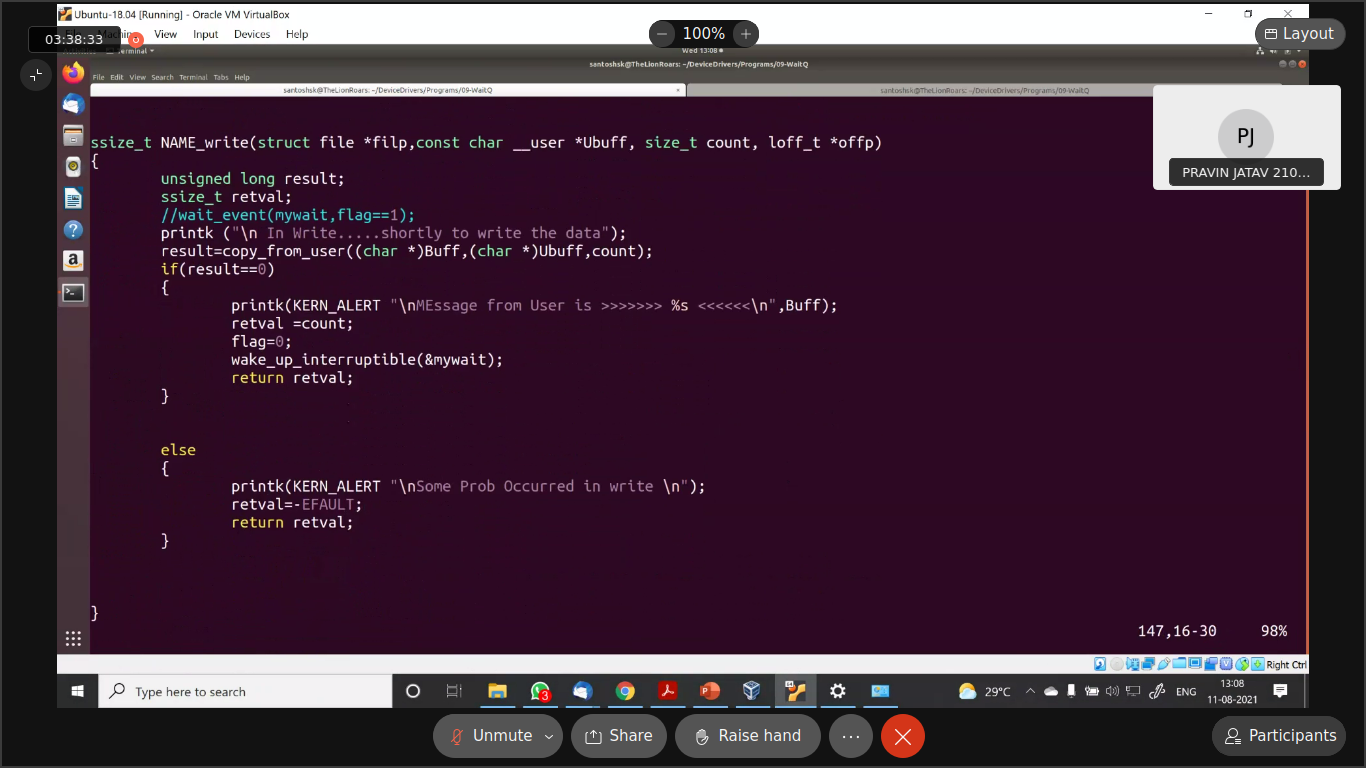 Ubuntu-18.04 [Running] - Oracle VM VirtualBox
03:38:33
View Input Devices Help
100%
Layout
Terminal
Wed 13:08
santoshsk@TheLionRoars: ~/DeviceDrivers/Programs/09-WaitQ
File Edit View Search Terminal Tabs Help
santoshsk@TheLionRoars: ~/DeviceDrivers/Programs/09-WaitQ
santoshsk@TheLionRoars: ~/DeviceDrivers/Programs/09-WaitQ
PJ
PRAVIN JATAV 210...
ssize_t NAME_write(struct file *filp,const char __user *Ubuff, size_t count, loff_t *offp)
{
unsigned long result;
ssize_t retval;
//wait_event(mywait,flag==1);
printk ("\n In Write.....shortly to write the data");
result=copy_from_user((char *)Buff,(char *)Ubuff,count);
if(result==0)
{
printk(KERN_ALERT "\nMEssage from User is >>>>>>> %s <<<<<<\n",Buff);
retval =count;
flag=0;
wake_up_interruptible(&mywait);
return retval;
}
else
{
printk(KERN_ALERT "\nSome Prob Occurred in write \n");
retval=-EFAULT;
return retval;
}
}
147,16-30 98%
Right Ctrl
Type here to search
3
29°C
ENG
13:08
11-08-2021
Unmute
Share
Raise hand
Participants